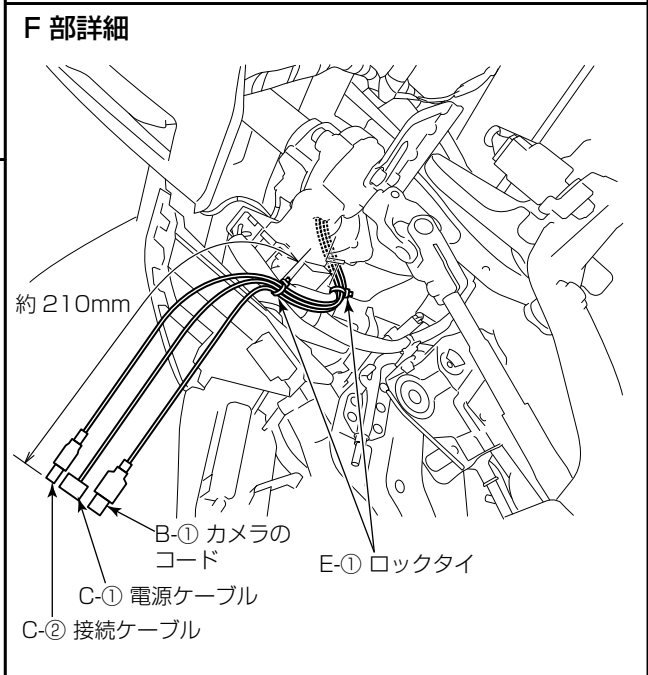 F 部詳細
約 210mm
B-① カメラの
コード
E-① ロックタイ
C-① 電源ケーブル
C-② 接続ケーブル